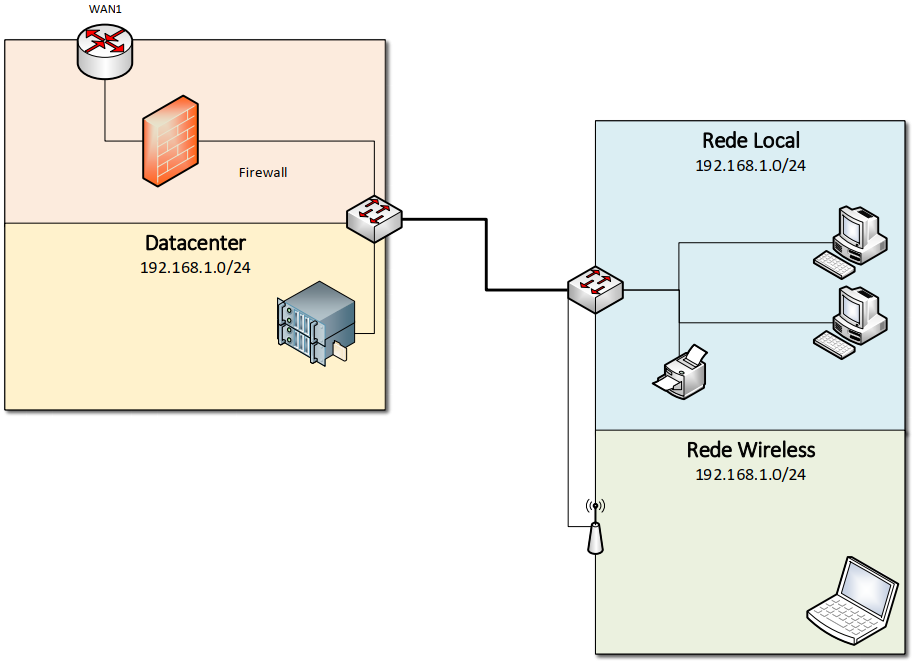 WAN1
Firewall
Datacenter
192.168.1.0/24
Rede Local
192.168.1.0/24
Rede Wireless
192.168.1.0/24